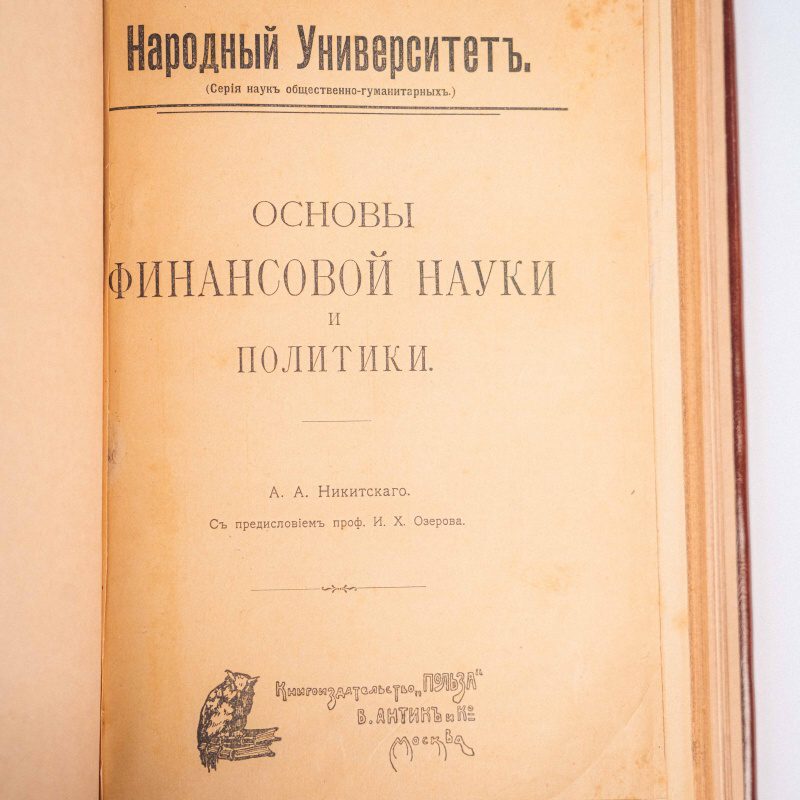 Народный Университетъ.
(Серія наукъ общественно-гуманитарныхъ.)
ОСНОВЫ
ФИНАНСОВОЙ НАУКИ
И
ПОЛИТИКИ.
А. А. Никитскаго.
Съ предисловіемъ проф. И. Х. Озерова.
Книгоиздательство „ПОЛЬЗА“
В. АНТИКЪ и Ко
Москва